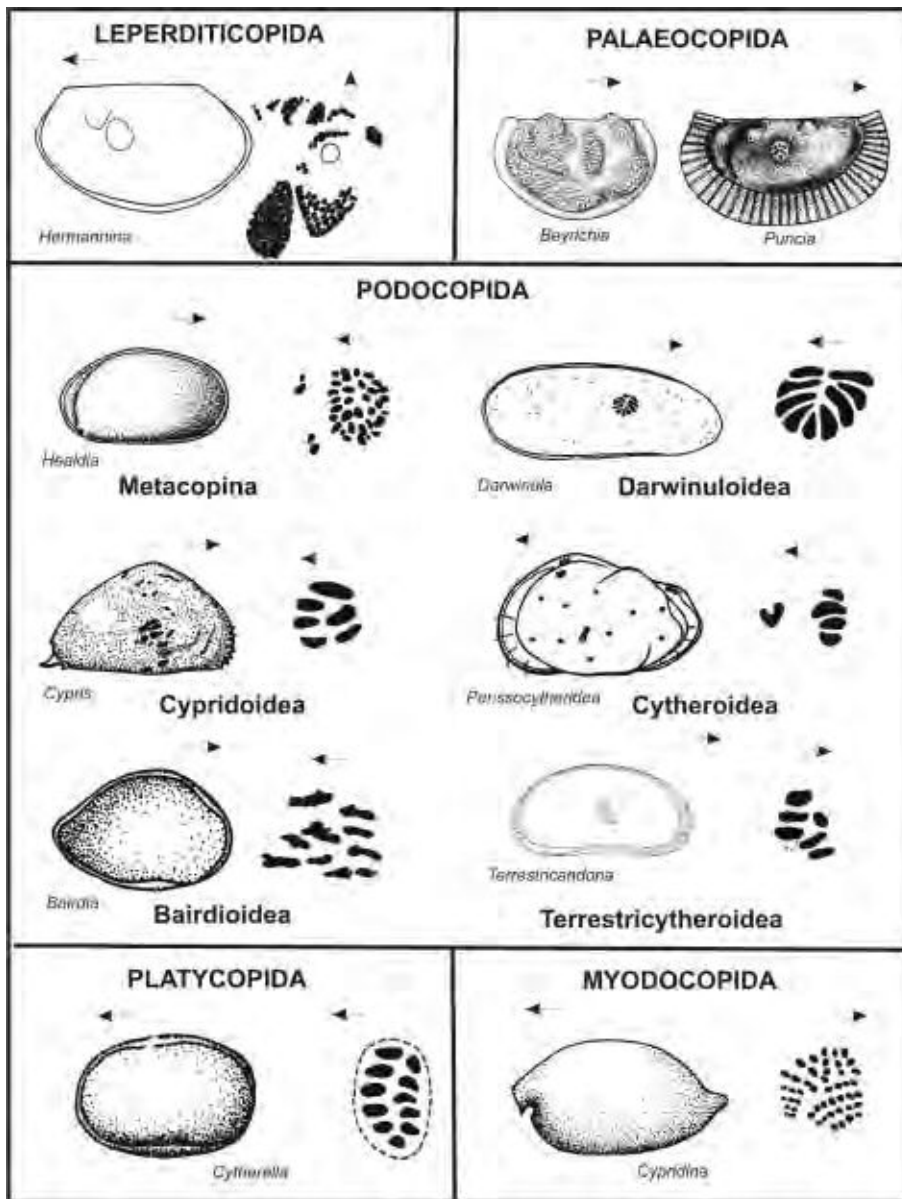 LEPERDITICOPIDA
Hermannina
PALAEOCOPIDA
Beyrichia
Puncia
PODOCOPIDA
Healdia
Metacopina
Darwinula
Darwinuloidea
Cypris
Cypridoidea
Perissocytheridea
Cytheroidea
Bairdia
Bairdioidea
Terrestricandona
Terrestricytheroidea
PLATYCOPIDA
Cytherella
MYODOCOPIDA
Cypridina